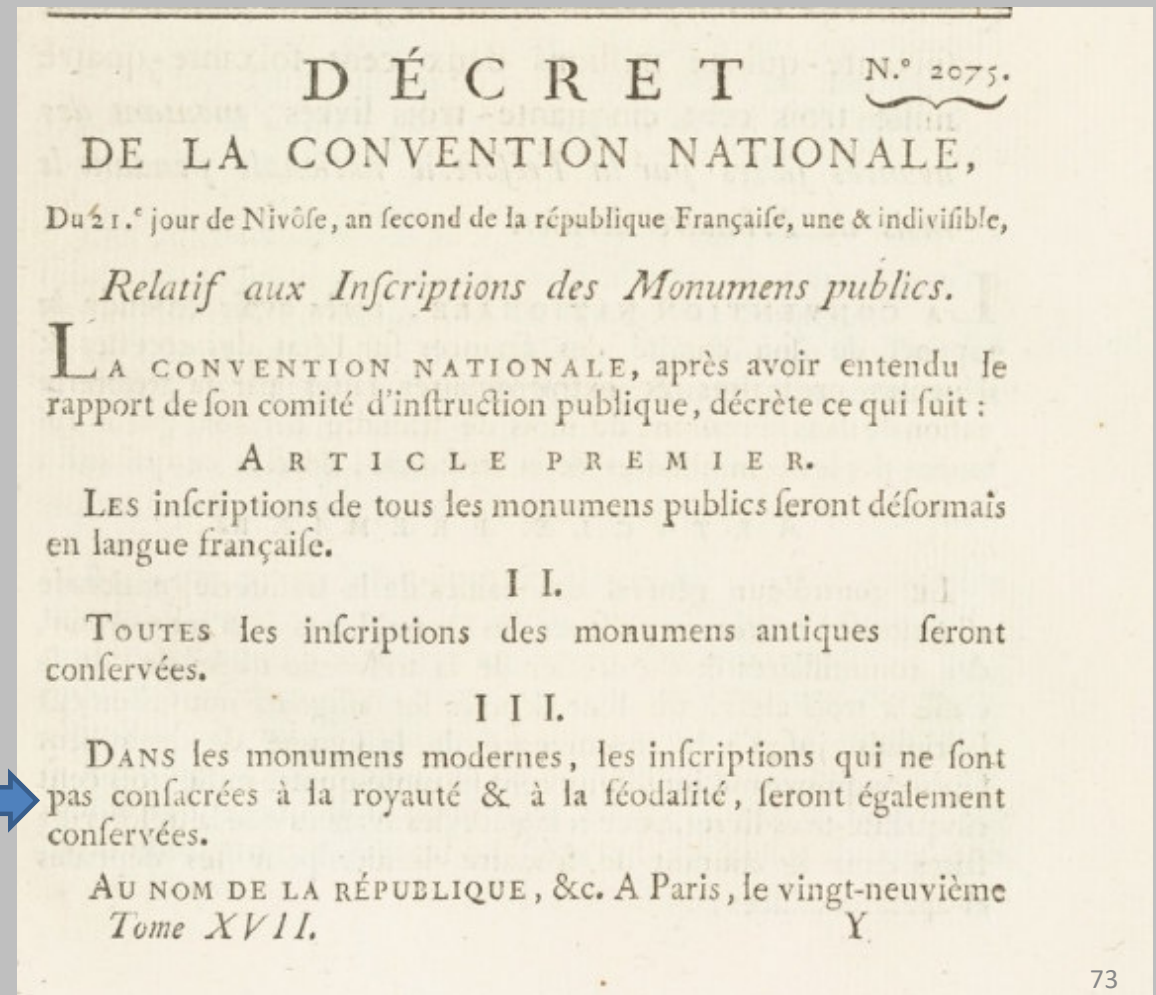 DÉCRET N.° 2075.
DE LA CONVENTION NATIONALE,
Du 21.ᵉ jour de Nivôſe, an ſecond de la république Françaiſe, une & indiviſible,
Relatif aux Inſcriptions des Monumens publics.
LA CONVENTION NATIONALE, après avoir entendu le
rapport de ſon comité d'inſtruction publique, décrète ce qui ſuit :
ARTICLE PREMIER.
LES inſcriptions de tous les monumens publics ſeront déſormais
en langue françaiſe.
II.
TOUTES les inſcriptions des monumens antiques ſeront
conſervées.
III.
DANS les monumens modernes, les inſcriptions qui ne ſont
pas conſacrées à la royauté & à la féodalité, ſeront également
conſervées.
AU NOM DE LA RÉPUBLIQUE, &c. A Paris, le vingt-neuvième
Tome XVII. Y
73